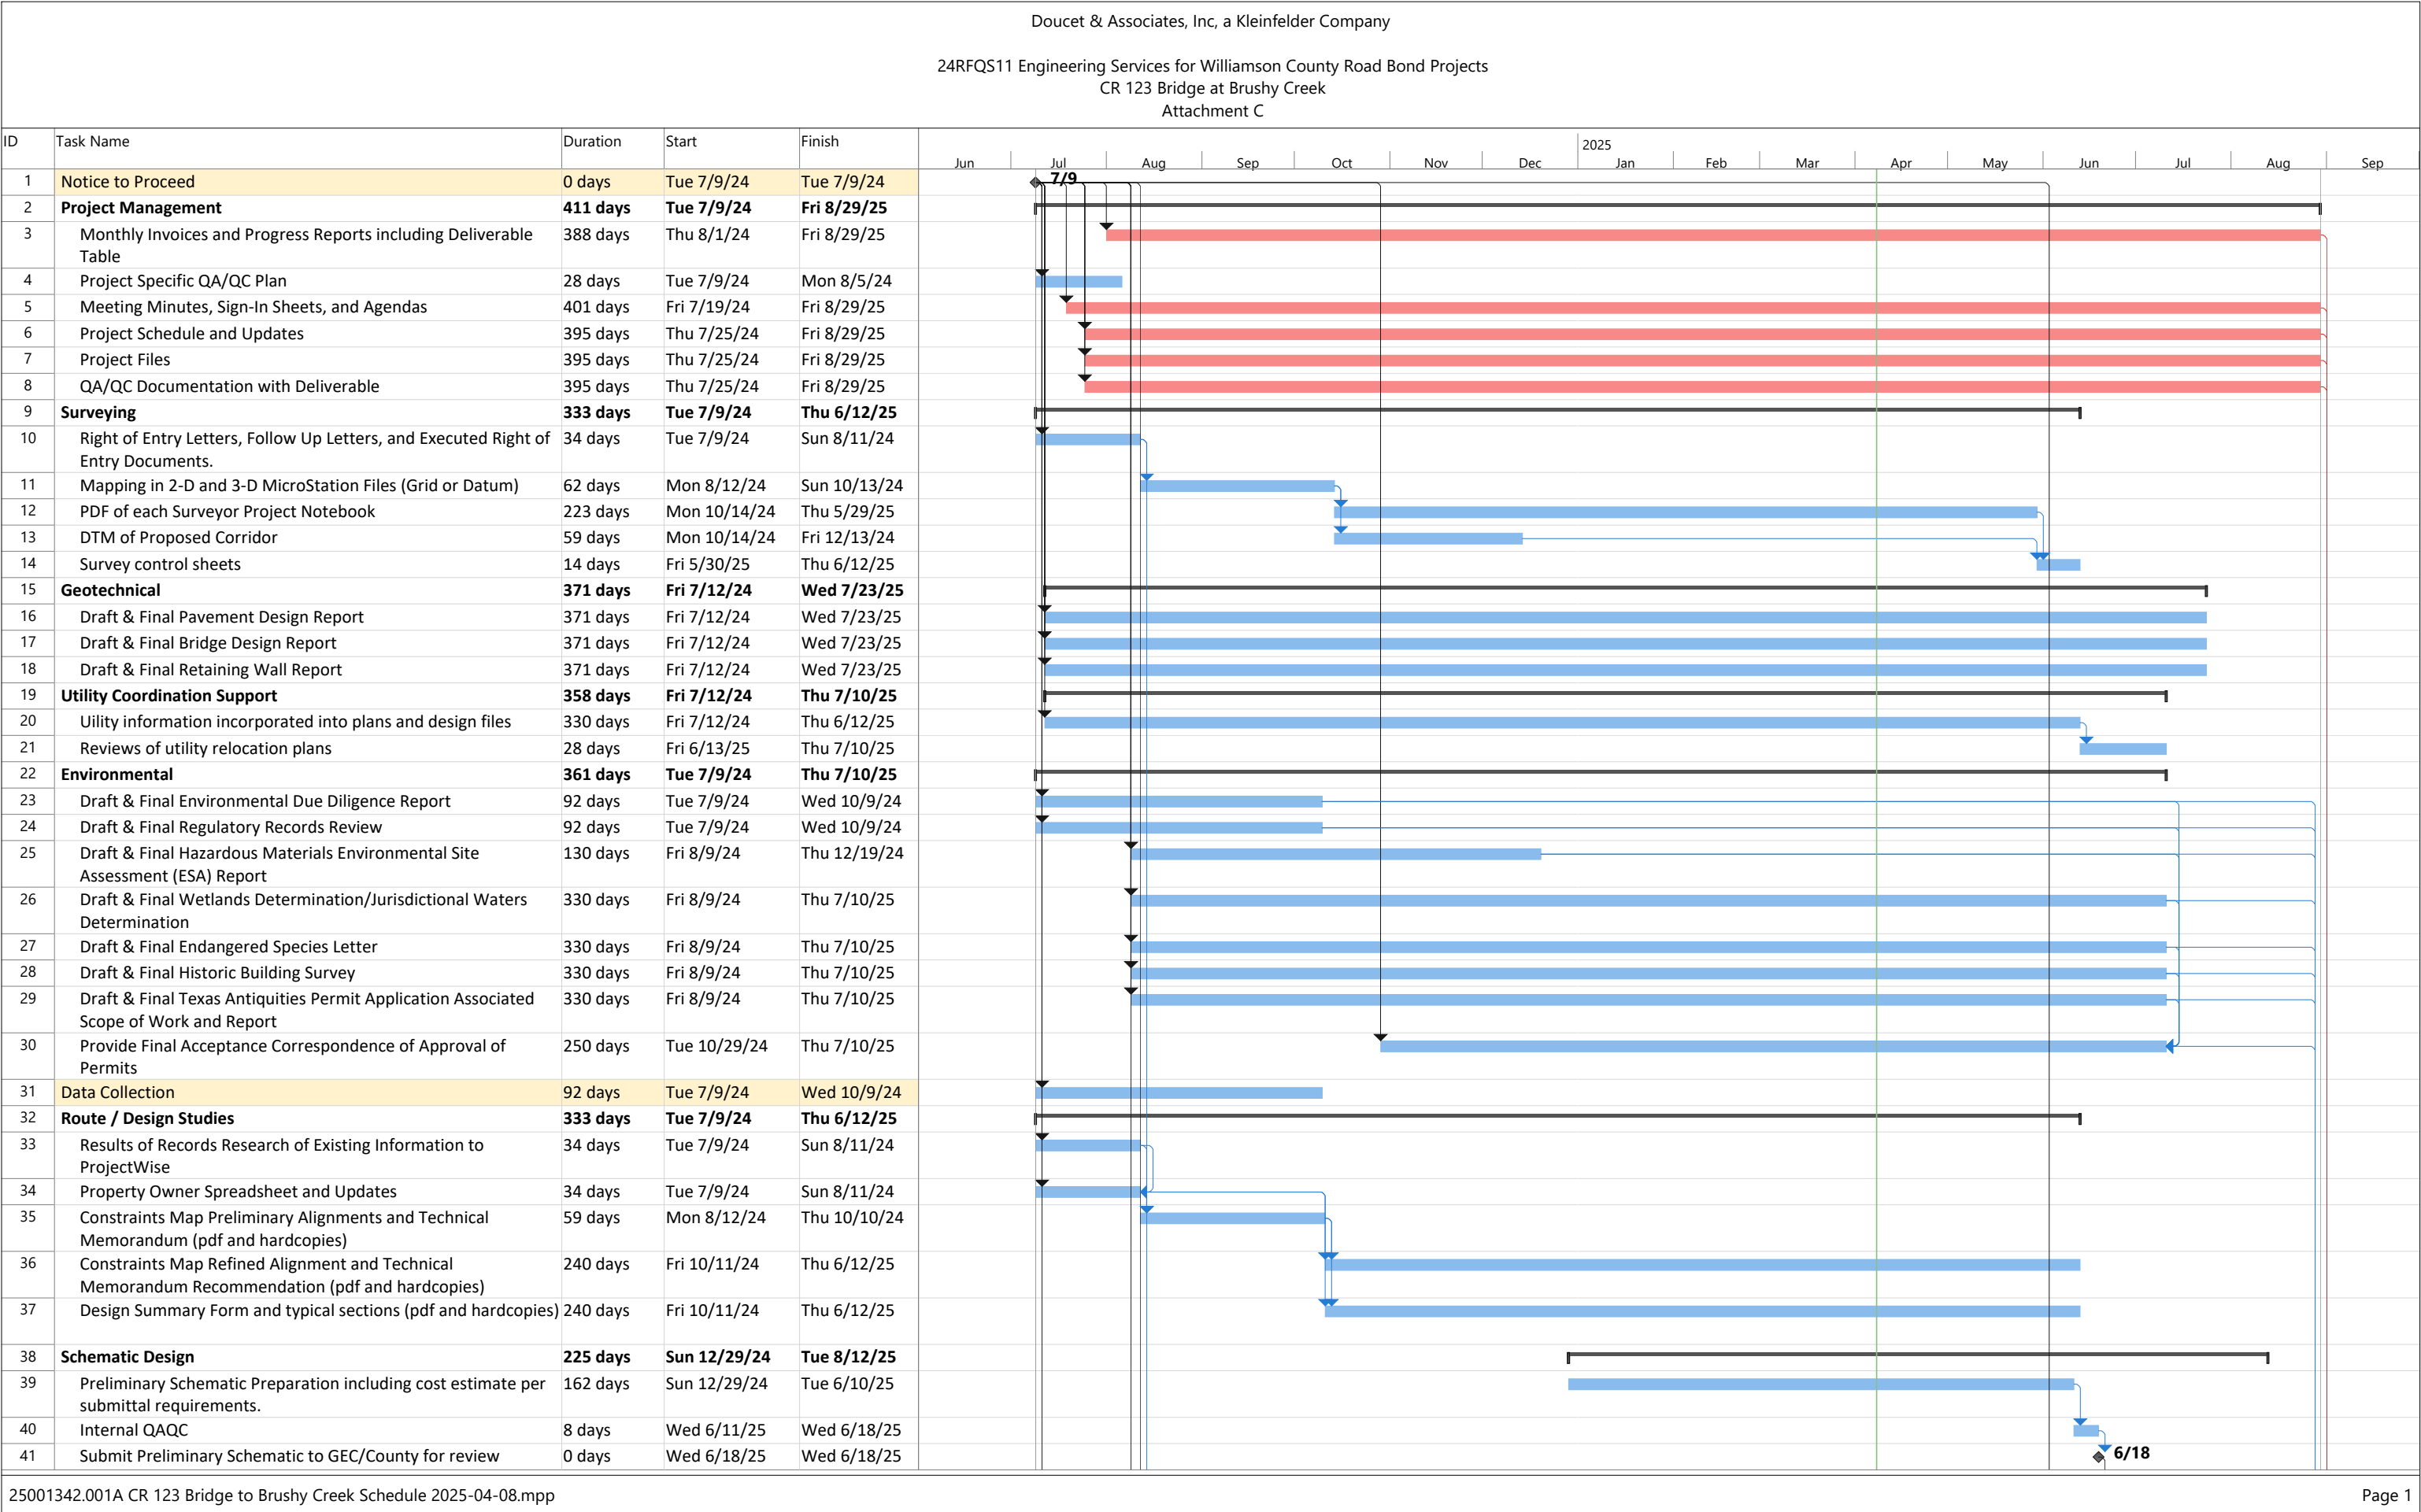 Doucet & Associates, Inc, a Kleinfelder Company
24RFQS11 Engineering Services for Williamson County Road Bond Projects
CR 123 Bridge at Brushy Creek
Attachment C
ID Task Name Duration Start Finish
2025
Jun Jul Aug Sep Oct Nov Dec Jan Feb Mar Apr May Jun Jul Aug Sep
1 Notice to Proceed 0 days Tue 7/9/24 Tue 7/9/24 7/9
2 Project Management 411 days Tue 7/9/24 Fri 8/29/25
3 Monthly Invoices and Progress Reports including Deliverable 388 days Thu 8/1/24 Fri 8/29/25
Table
4 Project Specific QA/QC Plan 28 days Tue 7/9/24 Mon 8/5/24
5 Meeting Minutes, Sign-In Sheets, and Agendas 401 days Fri 7/19/24 Fri 8/29/25
6 Project Schedule and Updates 395 days Thu 7/25/24 Fri 8/29/25
7 Project Files 395 days Thu 7/25/24 Fri 8/29/25
8 QA/QC Documentation with Deliverable 395 days Thu 7/25/24 Fri 8/29/25
9 Surveying 333 days Tue 7/9/24 Thu 6/12/25
10 Right of Entry Letters, Follow Up Letters, and Executed Right of 34 days Tue 7/9/24 Sun 8/11/24
Entry Documents.
11 Mapping in 2-D and 3-D MicroStation Files (Grid or Datum) 62 days Mon 8/12/24 Sun 10/13/24
12 PDF of each Surveyor Project Notebook 223 days Mon 10/14/24 Thu 5/29/25
13 DTM of Proposed Corridor 59 days Mon 10/14/24 Fri 12/13/24
14 Survey control sheets 14 days Fri 5/30/25 Thu 6/12/25
15 Geotechnical 371 days Fri 7/12/24 Wed 7/23/25
16 Draft & Final Pavement Design Report 371 days Fri 7/12/24 Wed 7/23/25
17 Draft & Final Bridge Design Report 371 days Fri 7/12/24 Wed 7/23/25
18 Draft & Final Retaining Wall Report 371 days Fri 7/12/24 Wed 7/23/25
19 Utility Coordination Support 358 days Fri 7/12/24 Thu 7/10/25
20 Uility information incorporated into plans and design files 330 days Fri 7/12/24 Thu 6/12/25
21 Reviews of utility relocation plans 28 days Fri 6/13/25 Thu 7/10/25
22 Environmental 361 days Tue 7/9/24 Thu 7/10/25
23 Draft & Final Environmental Due Diligence Report 92 days Tue 7/9/24 Wed 10/9/24
24 Draft & Final Regulatory Records Review 92 days Tue 7/9/24 Wed 10/9/24
25 Draft & Final Hazardous Materials Environmental Site 130 days Fri 8/9/24 Thu 12/19/24
Assessment (ESA) Report
26 Draft & Final Wetlands Determination/Jurisdictional Waters 330 days Fri 8/9/24 Thu 7/10/25
Determination
27 Draft & Final Endangered Species Letter 330 days Fri 8/9/24 Thu 7/10/25
28 Draft & Final Historic Building Survey 330 days Fri 8/9/24 Thu 7/10/25
29 Draft & Final Texas Antiquities Permit Application Associated 330 days Fri 8/9/24 Thu 7/10/25
Scope of Work and Report
30 Provide Final Acceptance Correspondence of Approval of 250 days Tue 10/29/24 Thu 7/10/25
Permits
31 Data Collection 92 days Tue 7/9/24 Wed 10/9/24
32 Route / Design Studies 333 days Tue 7/9/24 Thu 6/12/25
33 Results of Records Research of Existing Information to 34 days Tue 7/9/24 Sun 8/11/24
ProjectWise
34 Property Owner Spreadsheet and Updates 34 days Tue 7/9/24 Sun 8/11/24
35 Constraints Map Preliminary Alignments and Technical 59 days Mon 8/12/24 Thu 10/10/24
Memorandum (pdf and hardcopies)
36 Constraints Map Refined Alignment and Technical 240 days Fri 10/11/24 Thu 6/12/25
Memorandum Recommendation (pdf and hardcopies)
37 Design Summary Form and typical sections (pdf and hardcopies) 240 days Fri 10/11/24 Thu 6/12/25
38 Schematic Design 225 days Sun 12/29/24 Tue 8/12/25
39 Preliminary Schematic Preparation including cost estimate per 162 days Sun 12/29/24 Tue 6/10/25
submittal requirements.
40 Internal QAQC 8 days Wed 6/11/25 Wed 6/18/25
41 Submit Preliminary Schematic to GEC/County for review 0 days Wed 6/18/25 Wed 6/18/25 6/18
25001342.001A CR 123 Bridge to Brushy Creek Schedule 2025-04-08.mpp Page 1